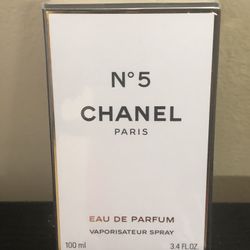 N°5
CHANEL
PARIS
EAU DE PARFUM
VAPORISATEUR SPRAY
100 ml 3.4 FL.OZ.